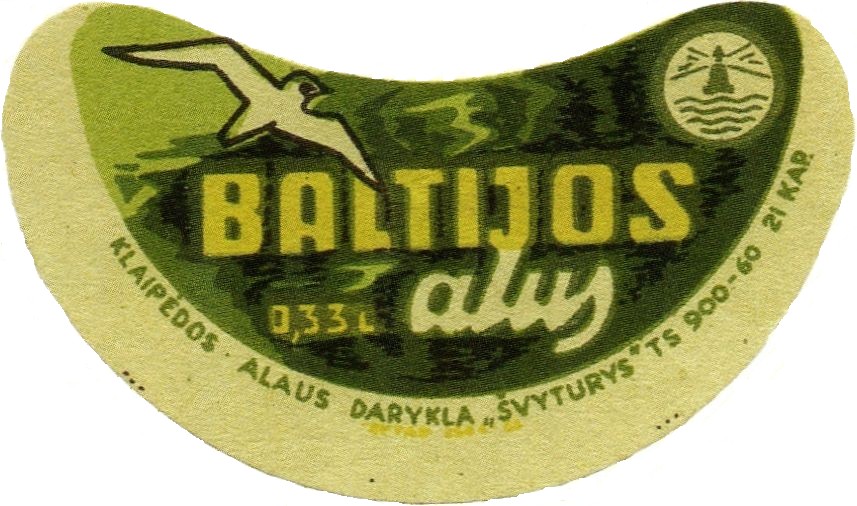 BALTIJOS
alus
0,33 L
KLAIPĖDOS · ALAUS DARYKLA „ŠVYTURYS" TS 900-60 21 KAP.